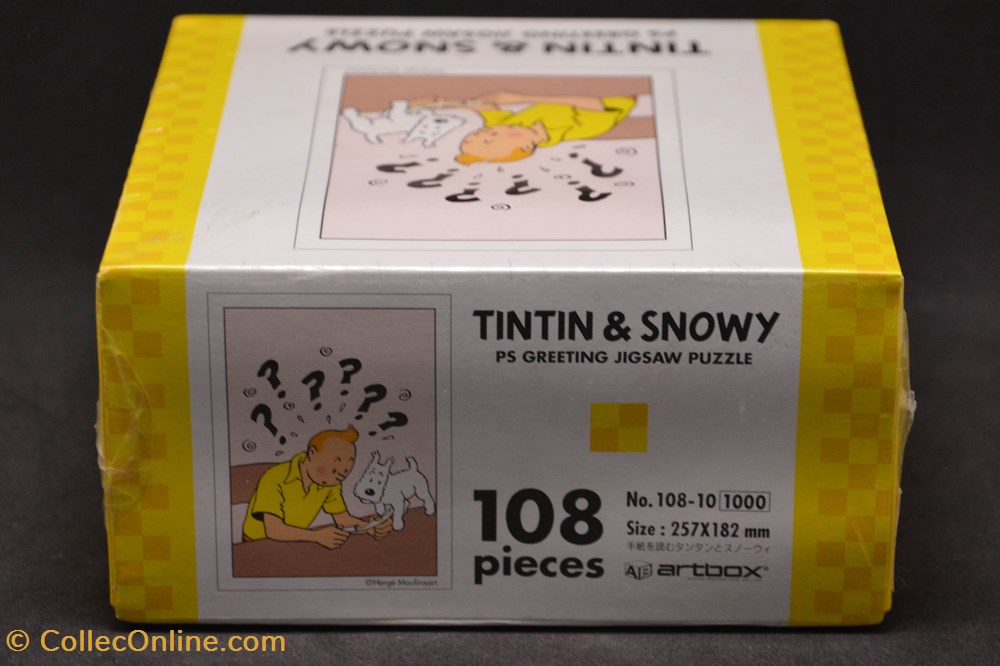 TINTIN & SNOWY
PS GREETING JIGSAW PUZZLE
TINTIN & SNOWY
PS GREETING JIGSAW PUZZLE
? ? ? ? ? ?
108
pieces
No.108-10 1000
Size : 257X182 mm
手紙を読むタンタンとスノーウィ
artbox®
©Hergé Moulinsart
© CollecOnline.com